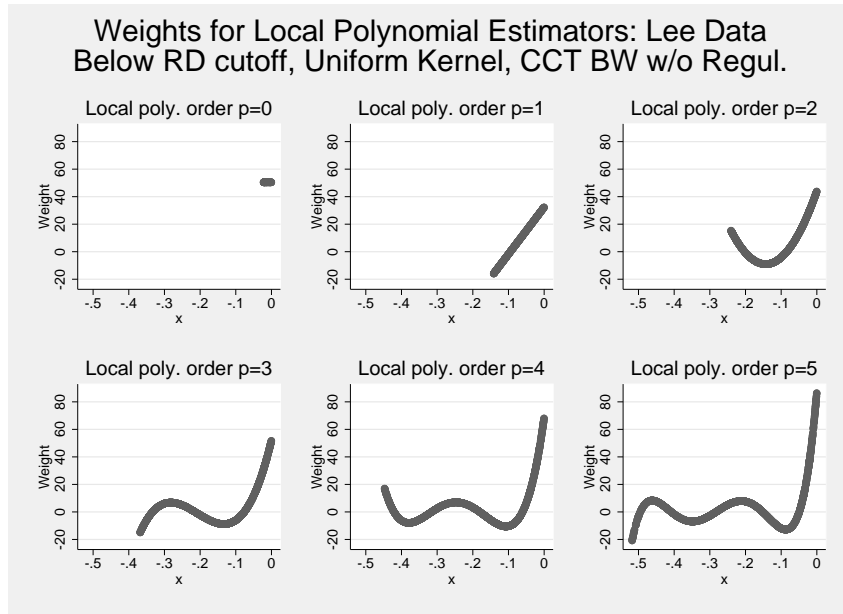 Weights for Local Polynomial Estimators: Lee Data
Below RD cutoff, Uniform Kernel, CCT BW w/o Regul.
Local poly. order p=0
Weight
80
60
40
20
0
-20
-.5 -.4 -.3 -.2 -.1 0
x
Local poly. order p=1
Weight
80
60
40
20
0
-20
-.5 -.4 -.3 -.2 -.1 0
x
Local poly. order p=2
Weight
80
60
40
20
0
-20
-.5 -.4 -.3 -.2 -.1 0
x
Local poly. order p=3
Weight
80
60
40
20
0
-20
-.5 -.4 -.3 -.2 -.1 0
x
Local poly. order p=4
Weight
80
60
40
20
0
-20
-.5 -.4 -.3 -.2 -.1 0
x
Local poly. order p=5
Weight
80
60
40
20
0
-20
-.5 -.4 -.3 -.2 -.1 0
x